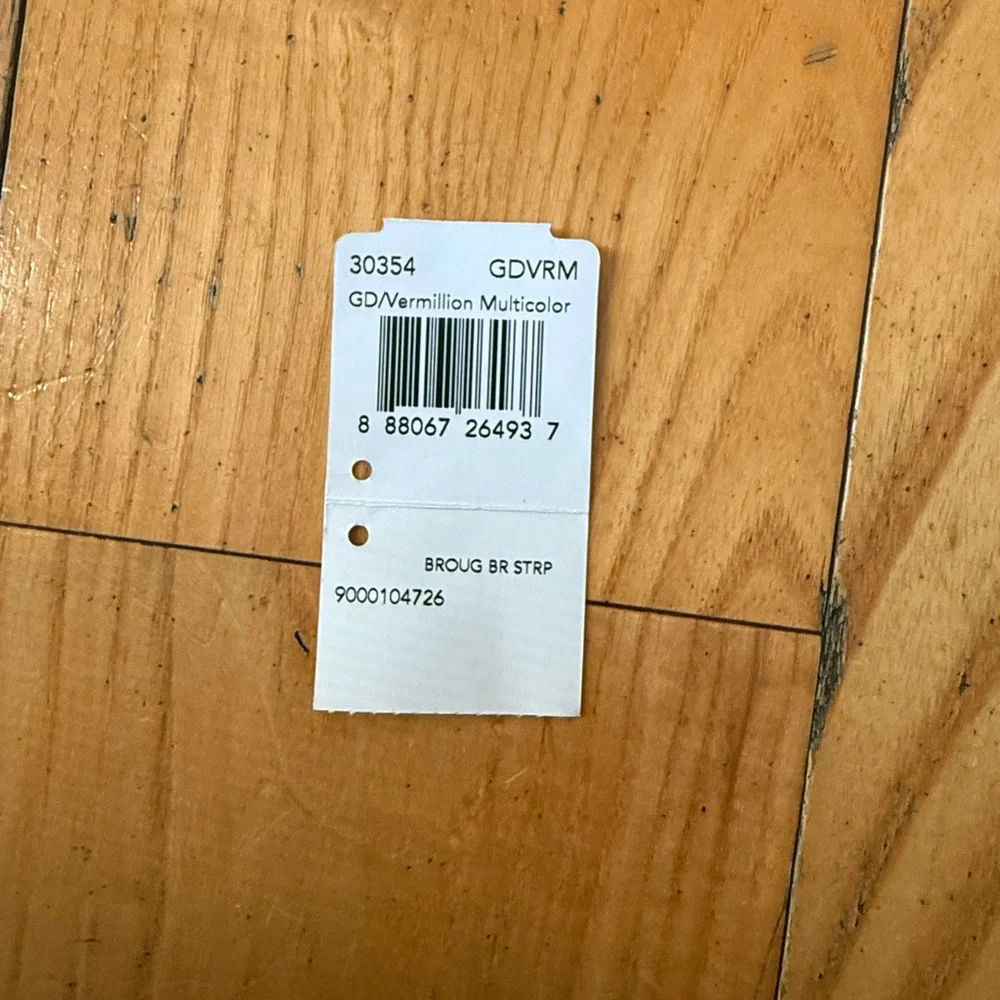 30354 GDVRM
GD/Vermillion Multicolor
8 88067 26493 7
BROUG BR STRP
9000104726